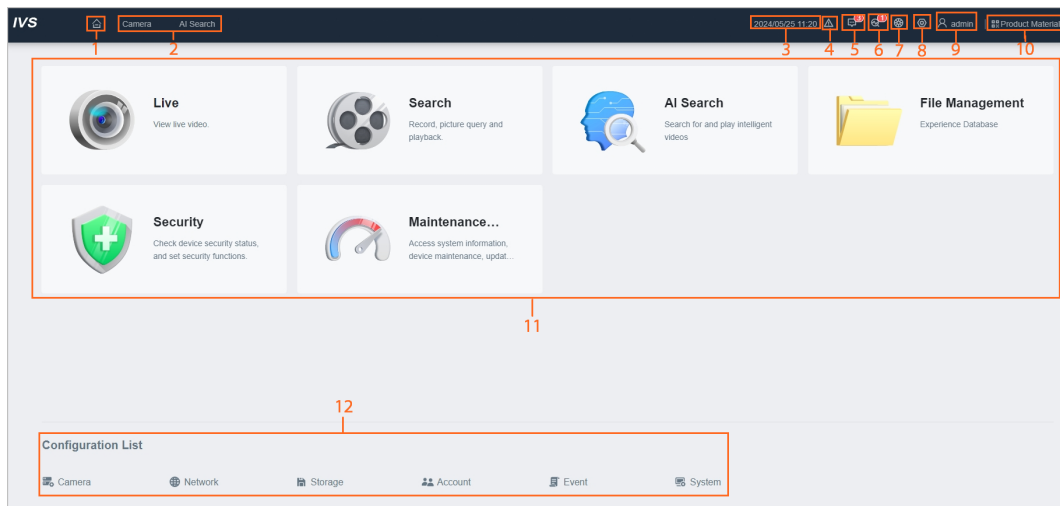 IVS
Camera AI Search
2024/05/25 11:20
3
1
admin
Product Material
1
2
3
4
5
6
7
8
9
10
Live
View live video.
Search
Record, picture query and
playback.
AI Search
Search for and play intelligent
videos
File Management
Experience Database
Security
Check device security status,
and set security functions.
Maintenance...
Access system information,
device maintenance, updat...
11
12
Configuration List
Camera
Network
Storage
Account
Event
System